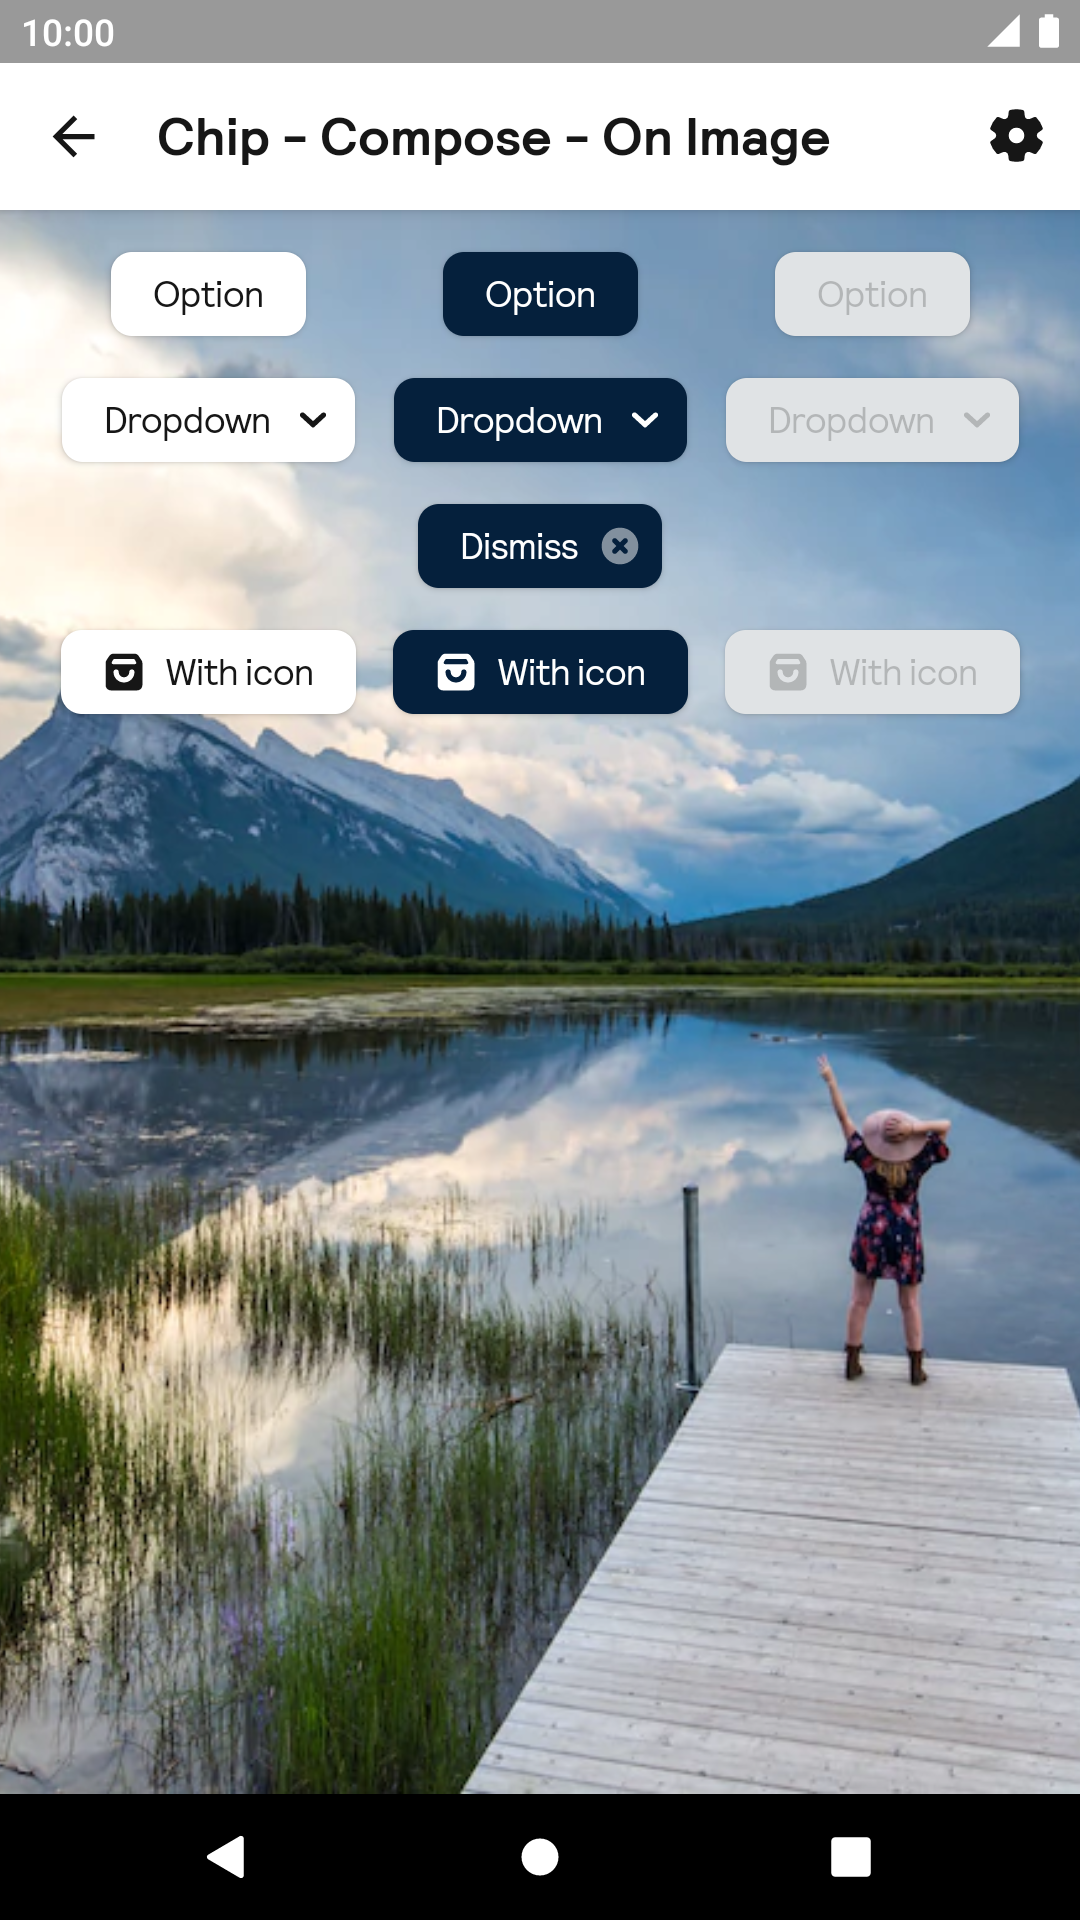 10:00
Chip - Compose - On Image
Option Option Option
Dropdown Dropdown Dropdown
Dismiss
With icon With icon With icon